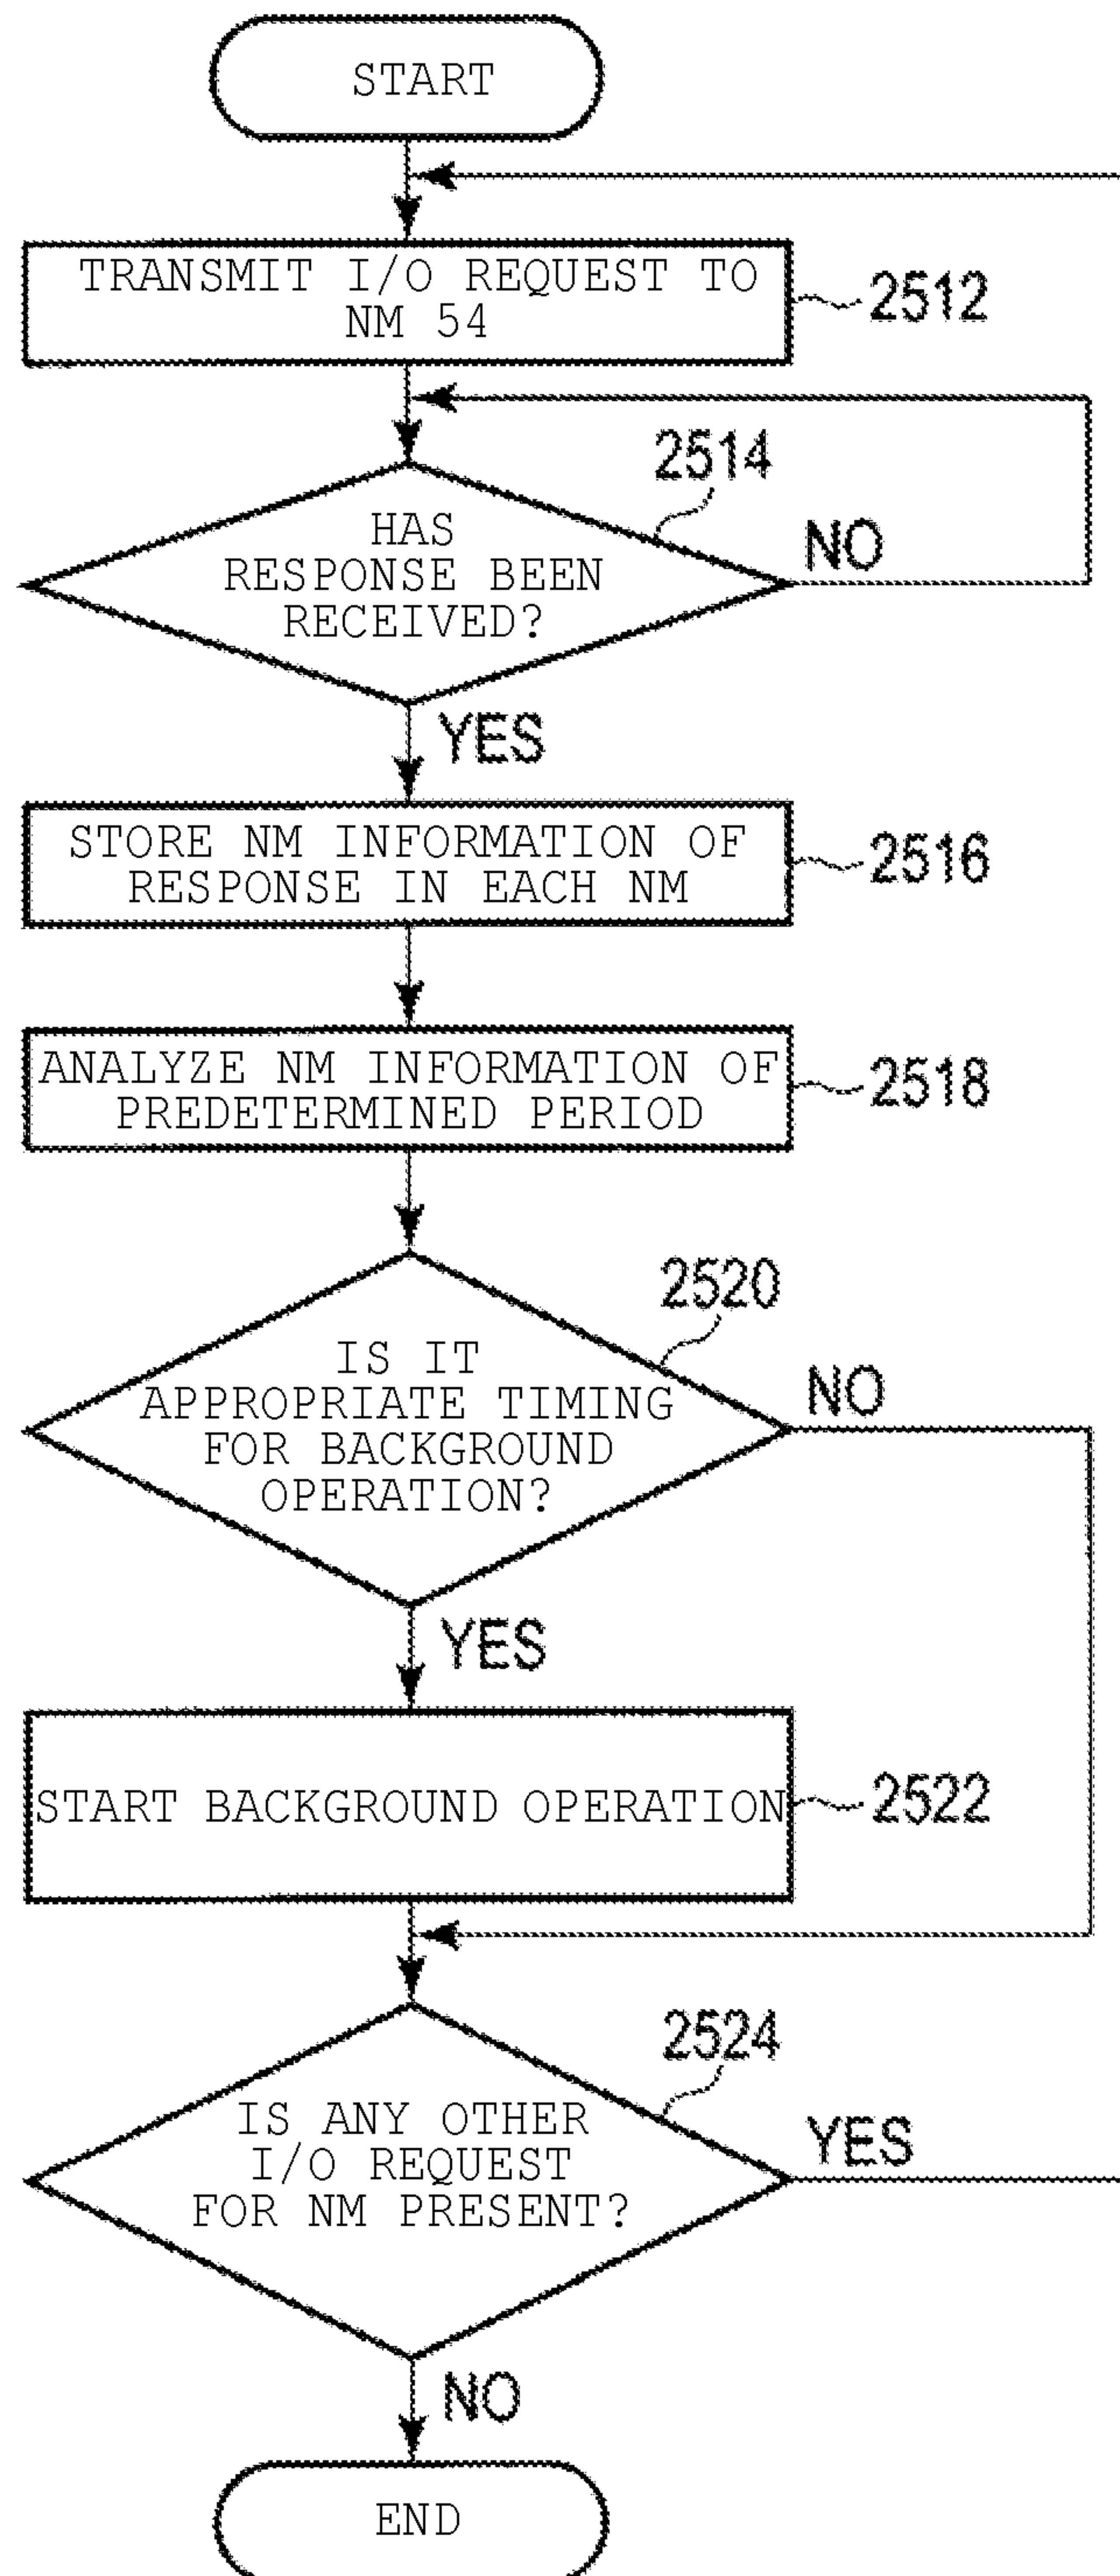 START
TRANSMIT I/O REQUEST TO
NM 54
2512
2514
HAS
RESPONSE BEEN
RECEIVED?
NO
YES
STORE NM INFORMATION OF
RESPONSE IN EACH NM
2516
ANALYZE NM INFORMATION OF
PREDETERMINED PERIOD
2518
2520
IS IT
APPROPRIATE TIMING
FOR BACKGROUND
OPERATION?
NO
YES
START BACKGROUND OPERATION
2522
2524
IS ANY OTHER
I/O REQUEST
FOR NM PRESENT?
YES
NO
END